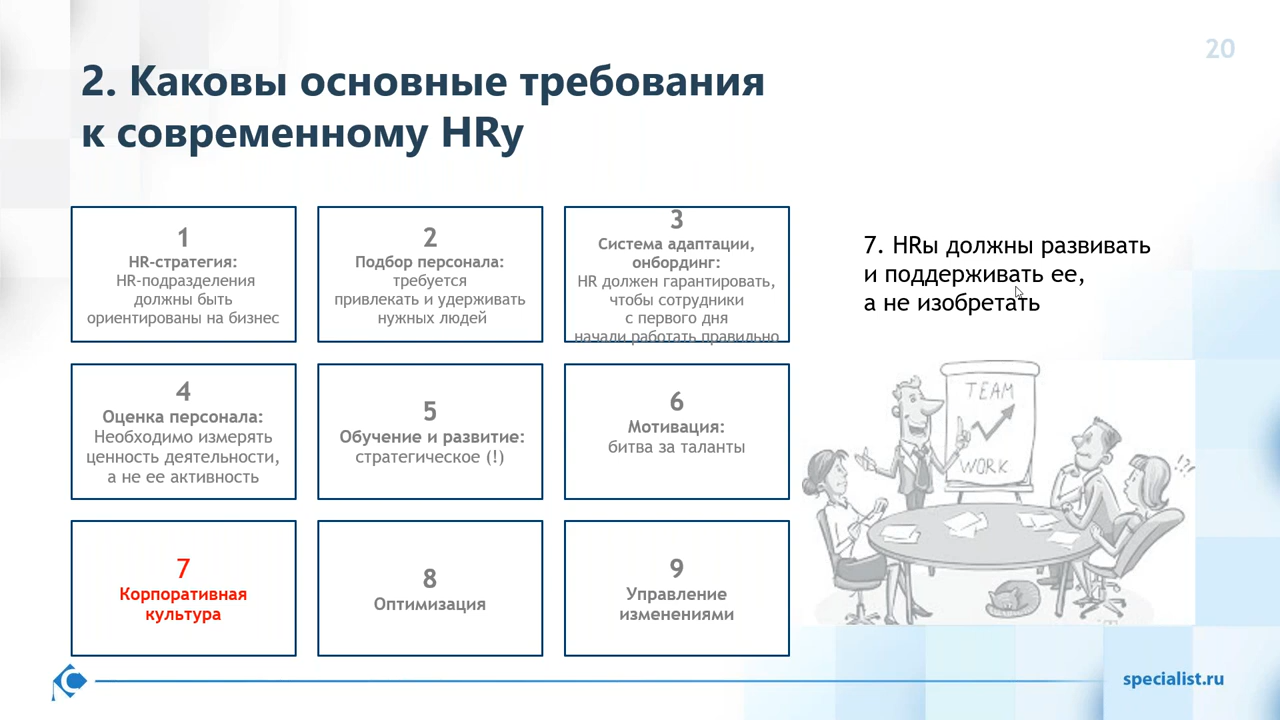 20
2. Каковы основные требования
к современному HRу
1
HR-стратегия:
HR-подразделения
должны быть
ориентированы на бизнес
2
Подбор персонала:
требуется
привлекать и удерживать
нужных людей
3
Система адаптации,
онбординг:
HR должен гарантировать,
чтобы сотрудники
с первого дня
начали работать правильно
7. HRы должны развивать
и поддерживать ее,
а не изобретать
4
Оценка персонала:
Необходимо измерять
ценность деятельности,
а не ее активность
5
Обучение и развитие:
стратегическое (!)
6
Мотивация:
битва за таланты
TEAM
WORK
!?!
7
Корпоративная
культура
8
Оптимизация
9
Управление
изменениями
specialist.ru